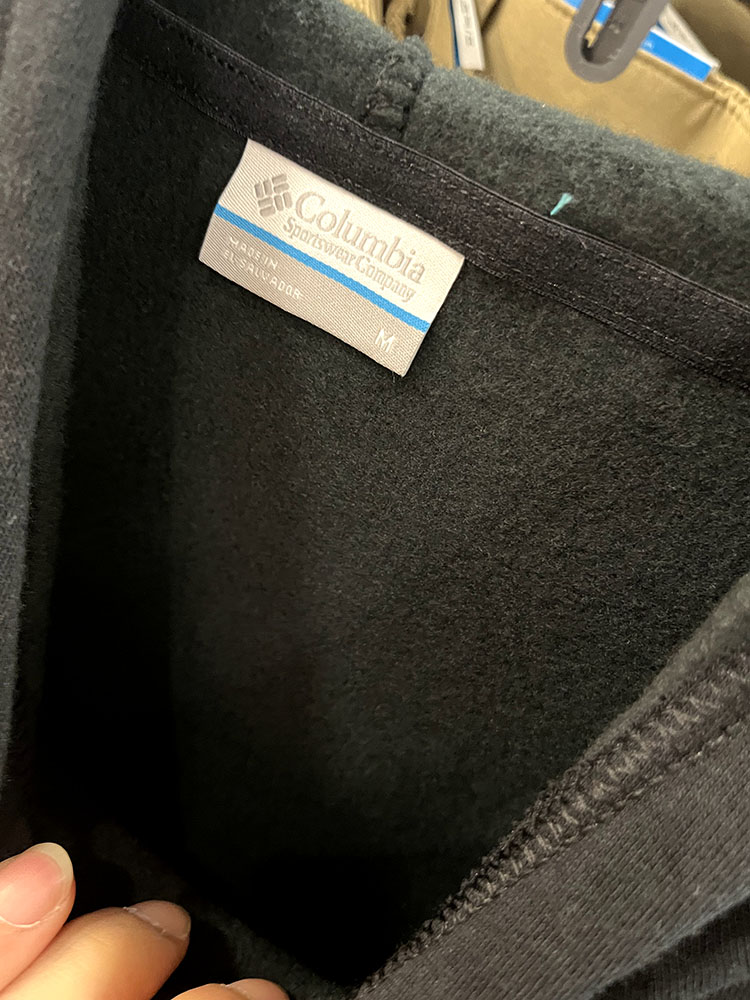 Columbia
Sportswear Company
MADE IN
EL SALVADOR
M